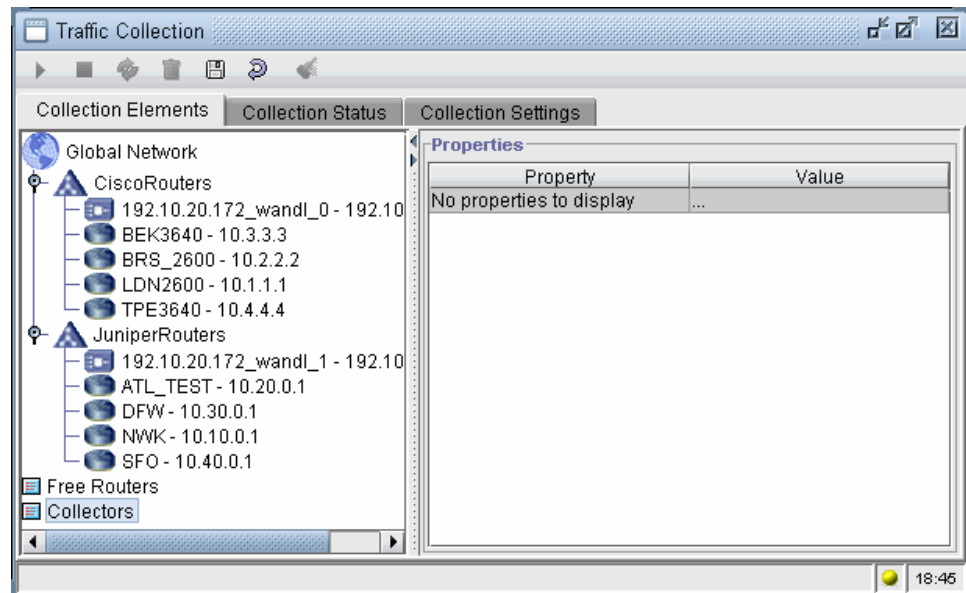 Traffic Collection
Collection Elements
Collection Status
Collection Settings
Global Network
CiscoRouters
192.10.20.172_wandl_0 - 192.10
BEK3640 - 10.3.3.3
BRS_2600 - 10.2.2.2
LDN2600 - 10.1.1.1
TPE3640 - 10.4.4.4
JuniperRouters
192.10.20.172_wandl_1 - 192.10
ATL_TEST - 10.20.0.1
DFW - 10.30.0.1
NWK - 10.10.0.1
SFO - 10.40.0.1
Free Routers
Collectors
Properties
Property Value
No properties to display ...
18:45